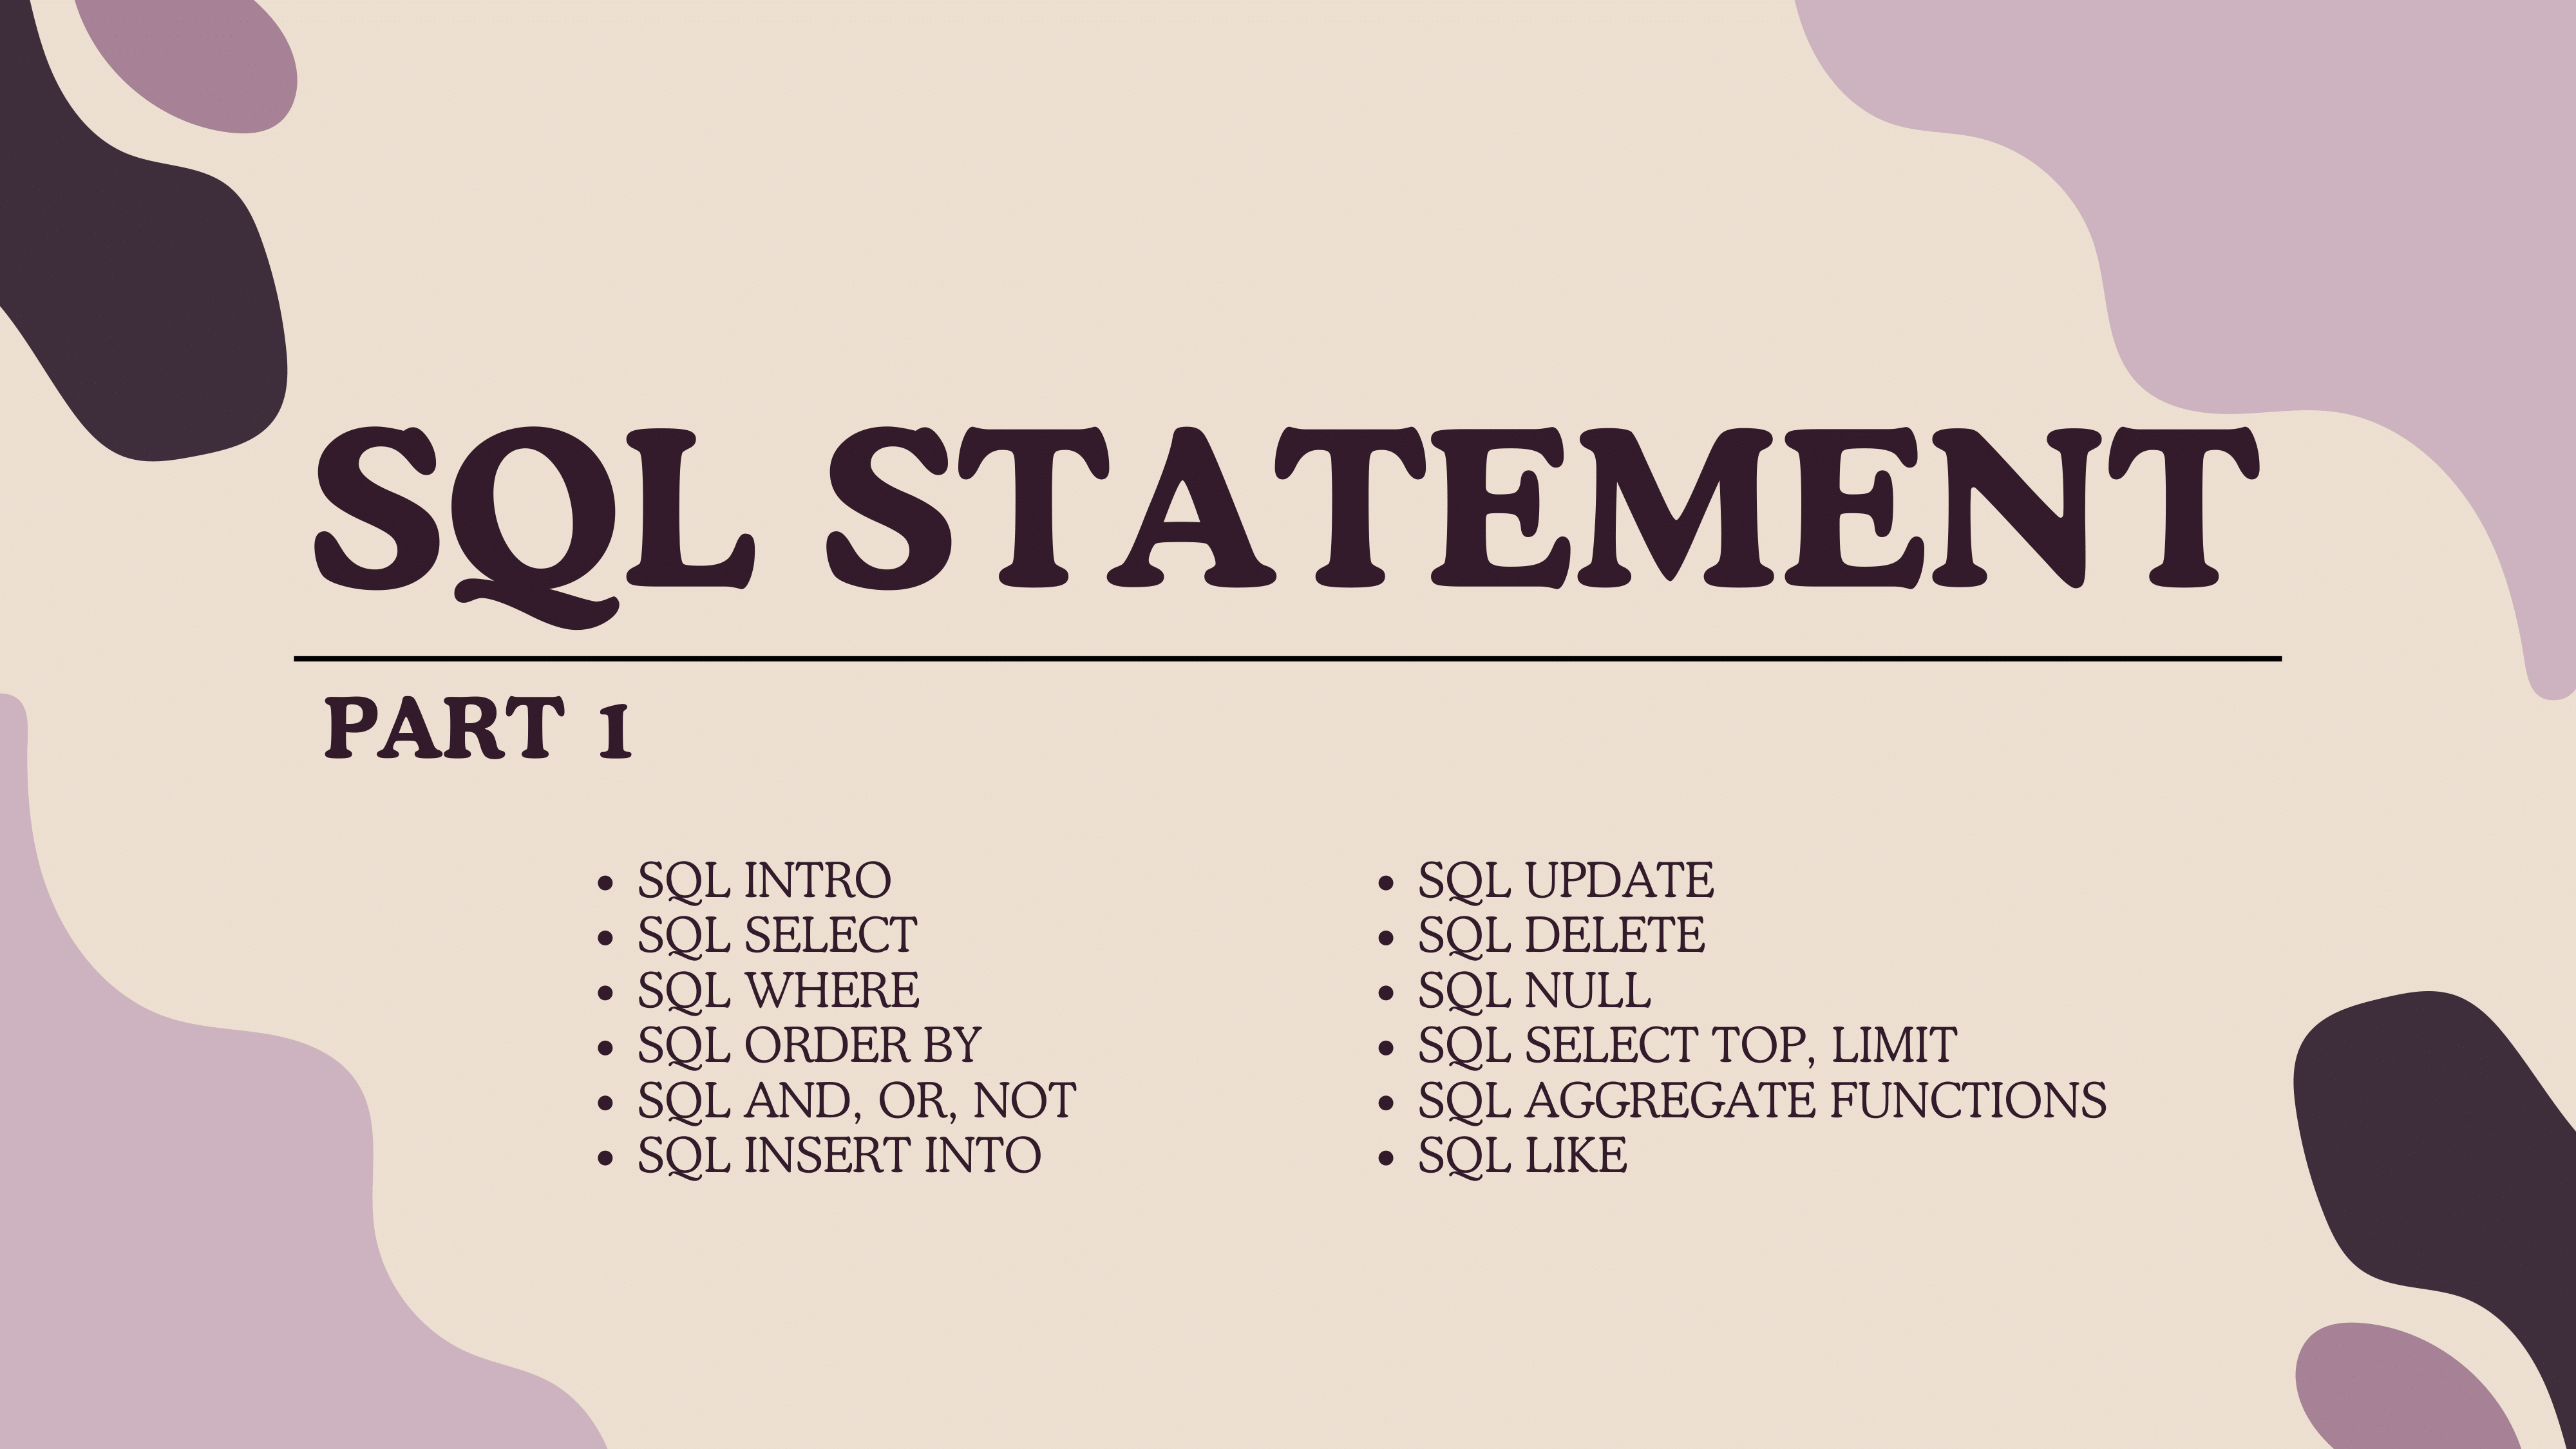 SQL STATEMENT
PART 1
• SQL INTRO
• SQL SELECT
• SQL WHERE
• SQL ORDER BY
• SQL AND, OR, NOT
• SQL INSERT INTO
• SQL UPDATE
• SQL DELETE
• SQL NULL
• SQL SELECT TOP, LIMIT
• SQL AGGREGATE FUNCTIONS
• SQL LIKE